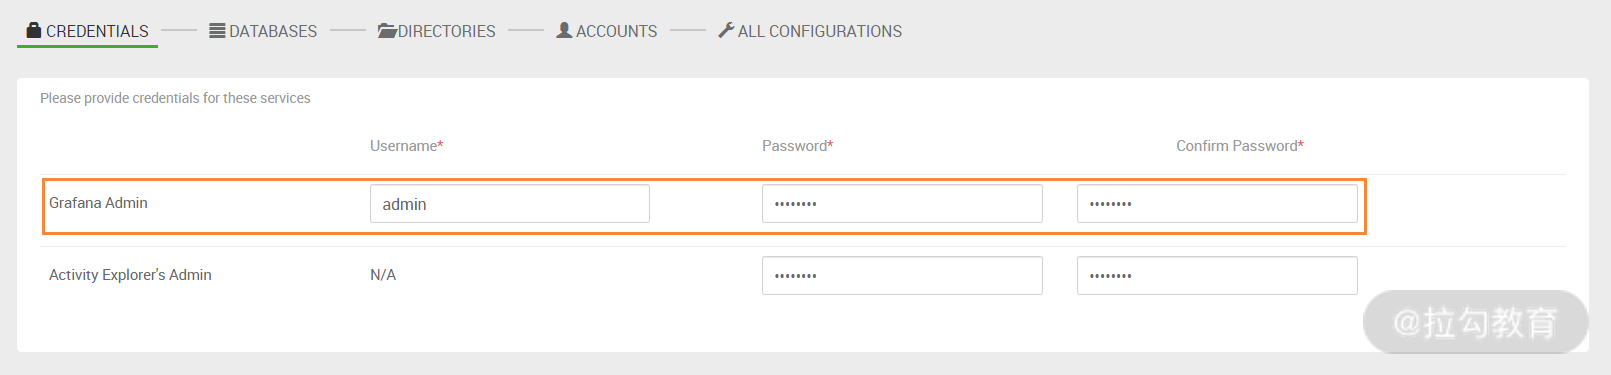 CREDENTIALS DATABASES DIRECTORIES ACCOUNTS ALL CONFIGURATIONS
Please provide credentials for these services
Username* Password* Confirm Password*
Grafana Admin admin •••••••• ••••••••
Activity Explorer's Admin N/A •••••••• ••••••••
@拉勾教育